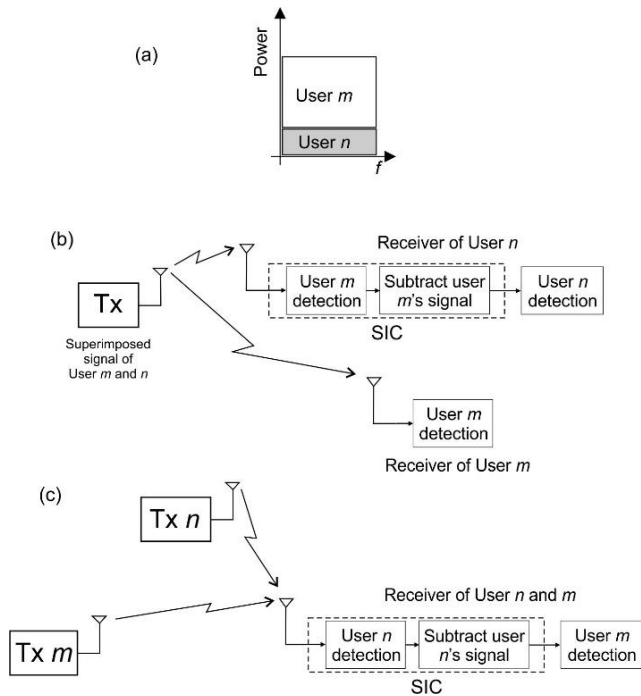 (a)
Power
User m
User n
f
(b)
Receiver of User n
Tx
User m
detection
Subtract user
m's signal
User n
detection
SIC
Superimposed
signal of
User m and n
User m
detection
Receiver of User m
(c)
Tx n
Receiver of User n and m
Tx m
User n
detection
Subtract user
n's signal
User m
detection
SIC